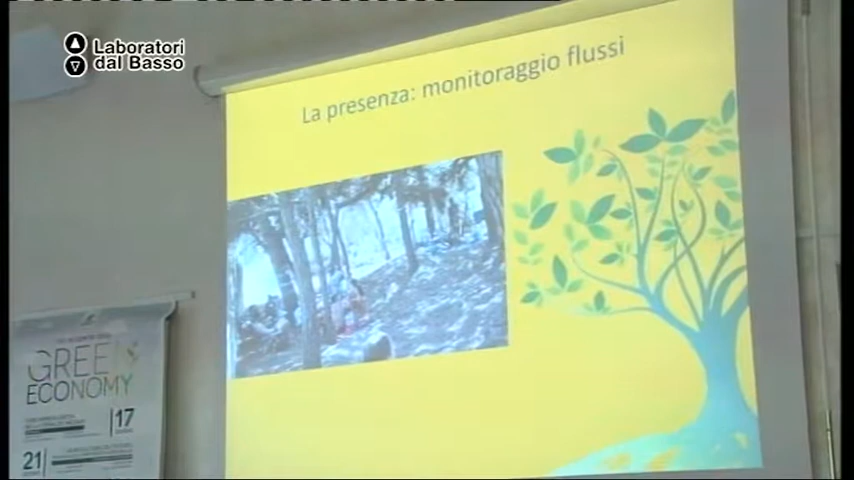 Laboratori
dal Basso
La presenza: monitoraggio flussi
GREEN
ECONOMY
17
21